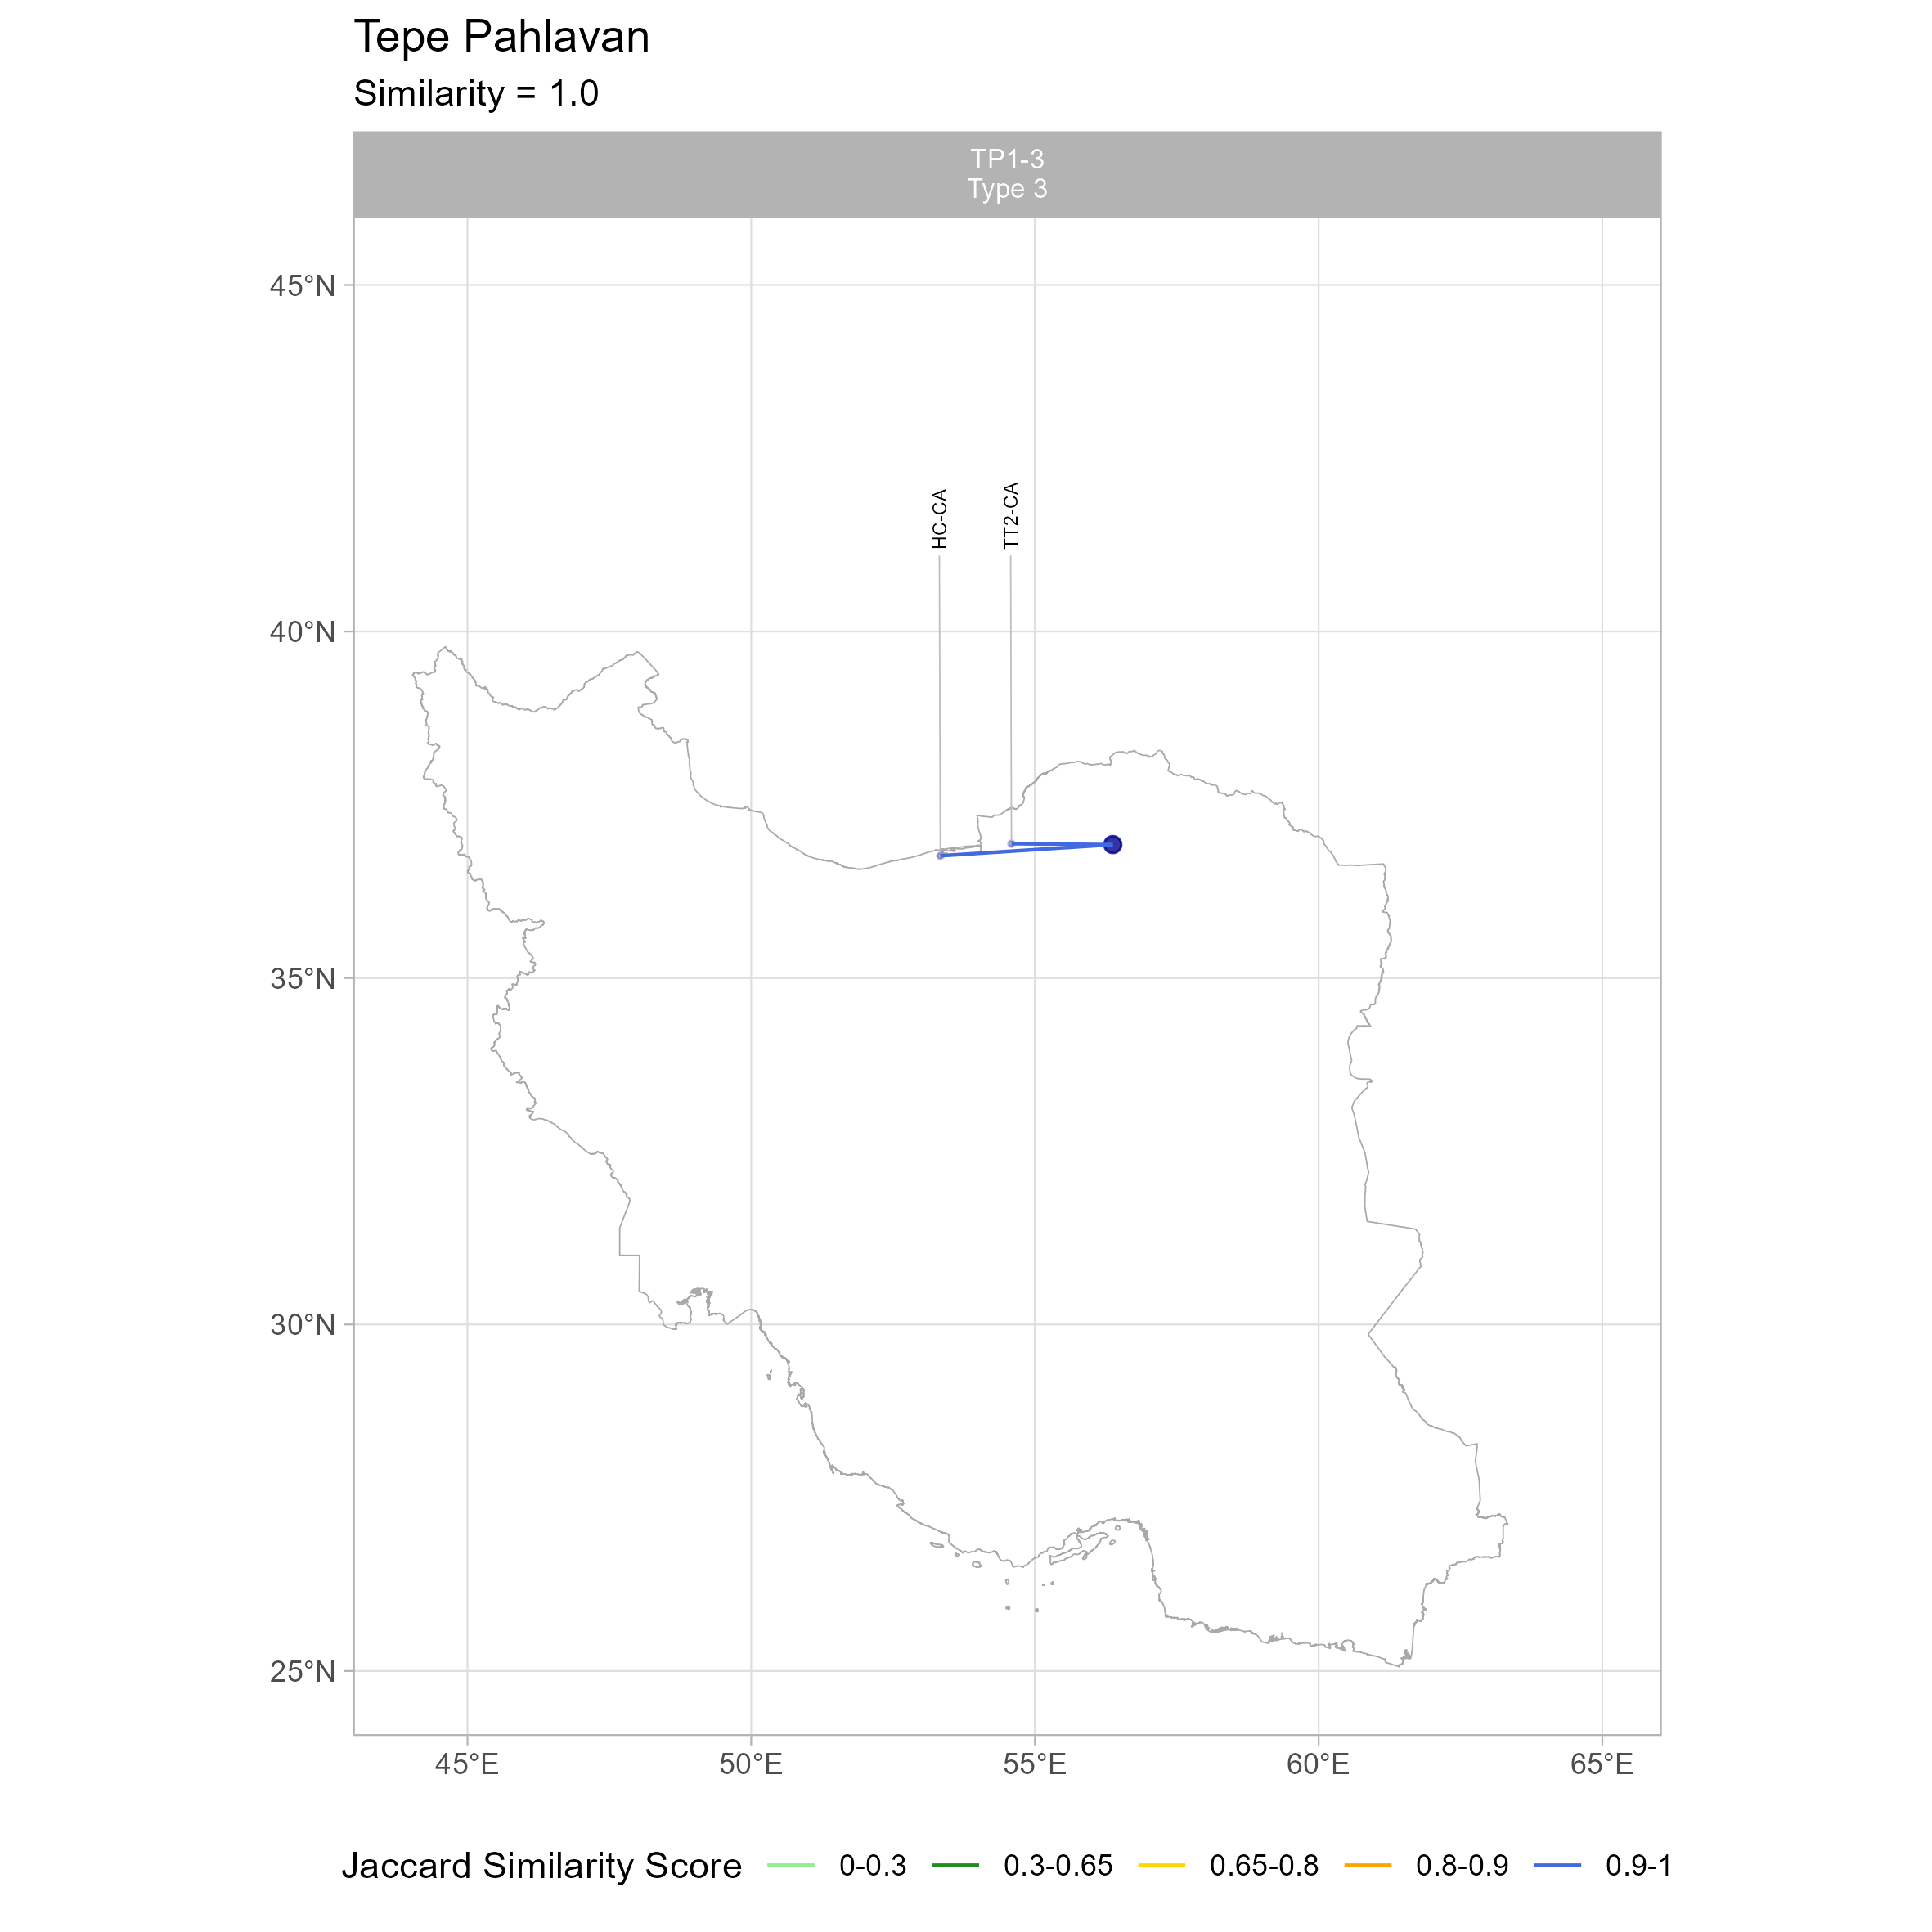 Tepe Pahlavan
Similarity = 1.0
TP1-3
Type 3
45°N
40°N
35°N
30°N
25°N
HC-CA
TT2-CA
45°E
50°E
55°E
60°E
65°E
Jaccard Similarity Score 0-0.3 0.3-0.65 0.65-0.8 0.8-0.9 0.9-1